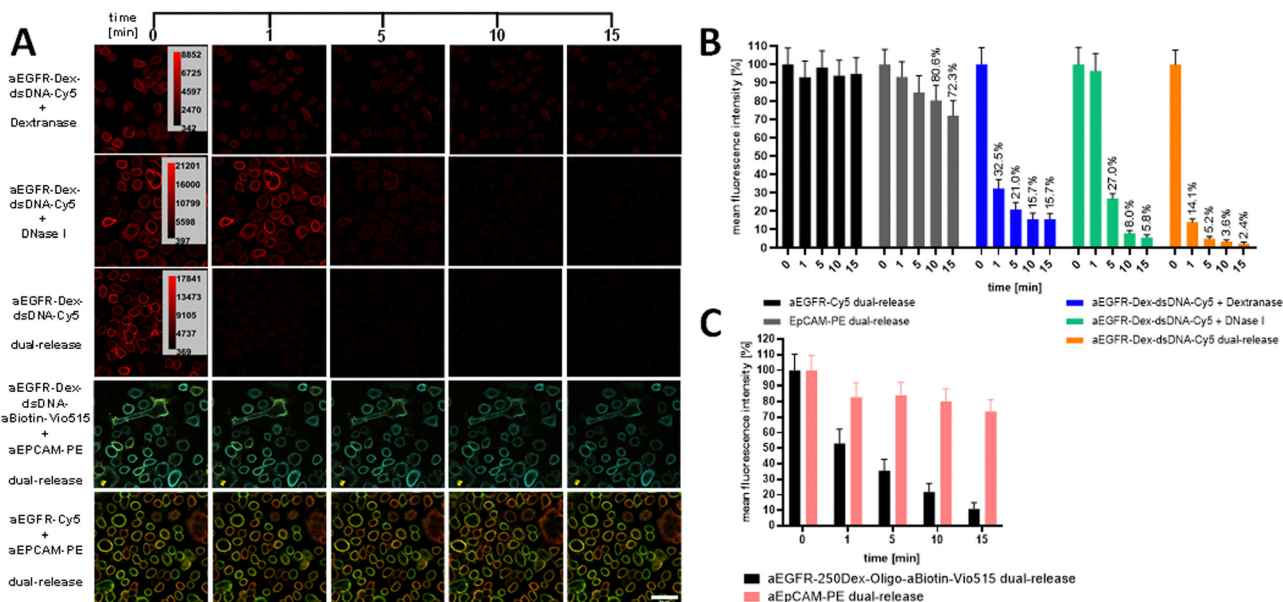 time
[min]
0
1
5
10
15
A
aEGFR-Dex-
dsDNA-Cy5
+
Dextranase
8852
6725
4597
2470
342
aEGFR-Dex-
dsDNA-Cy5
+
DNase I
21201
16000
10799
5598
397
aEGFR-Dex-
dsDNA-Cy5
dual-release
17841
13473
9105
4737
369
aEGFR-Dex-
dsDNA-
aBiotin-Vio515
+
aEPCAM-PE
dual-release
aEGFR-Cy5
+
aEPCAM-PE
dual-release
B
mean fluorescence intensity [%]
110
100
90
80
70
60
50
40
30
20
10
0
80.6%
72.3%
32.5%
21.0%
15.7%
15.7%
27.0%
8.0%
5.8%
14.1%
5.2%
3.6%
2.4%
0 1 5 10 15
0 1 5 10 15
0 1 5 10 15
0 1 5 10 15
0 1 5 10 15
time [min]
aEGFR-Cy5 dual-release
EpCAM-PE dual-release
aEGFR-Dex-dsDNA-Cy5 + Dextranase
aEGFR-Dex-dsDNA-Cy5 + DNase I
aEGFR-Dex-dsDNA-Cy5 dual-release
C
mean fluorescence intensity [%]
120
110
100
90
80
70
60
50
40
30
20
10
0
0 1 5 10 15
time [min]
aEGFR-250Dex-Oligo-aBiotin-Vio515 dual-release
aEpCAM-PE dual-release